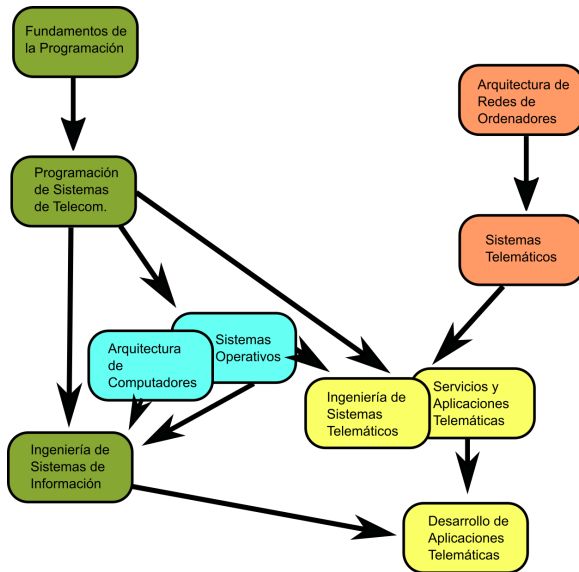 Fundamentos de
la Programación
Arquitectura de
Redes de
Ordenadores
Programación
de Sistemas
de Telecom.
Sistemas
Telemáticos
Sistemas
Operativos
Arquitectura
de
Computadores
Ingeniería de
Sistemas
Telemáticos
Servicios y
Aplicaciones
Telemáticas
Ingeniería de
Sistemas de
Información
Desarrollo de
Aplicaciones
Telemáticas